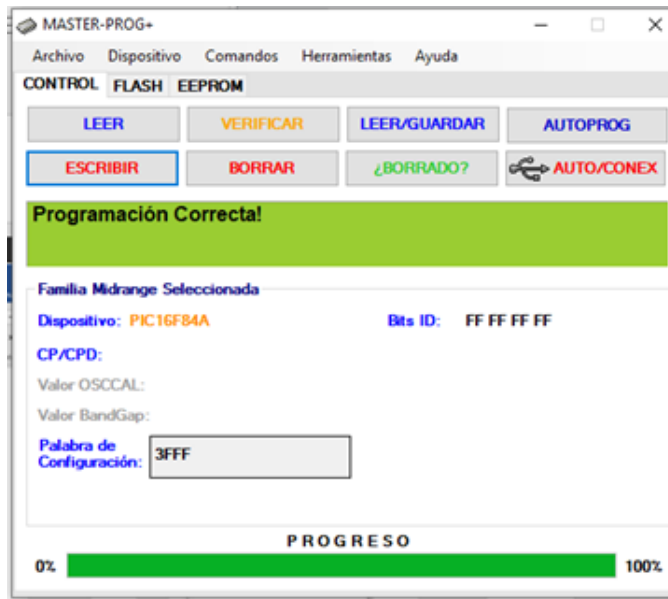 MASTER-PROG+
Archivo Dispositivo Comandos Herramientas Ayuda
CONTROL FLASH EEPROM
LEER VERIFICAR LEER/GUARDAR AUTOPROG
ESCRIBIR BORRAR ¿BORRADO? AUTO/CONEX
Programación Correcta!
Familia Midrange Seleccionada
Dispositivo: PIC16F84A Bits ID: FF FF FF FF
CP/CPD:
Valor OSCCAL:
Valor BandGap:
Palabra de
Configuración: 3FFF
PROGRESO
0% 100%